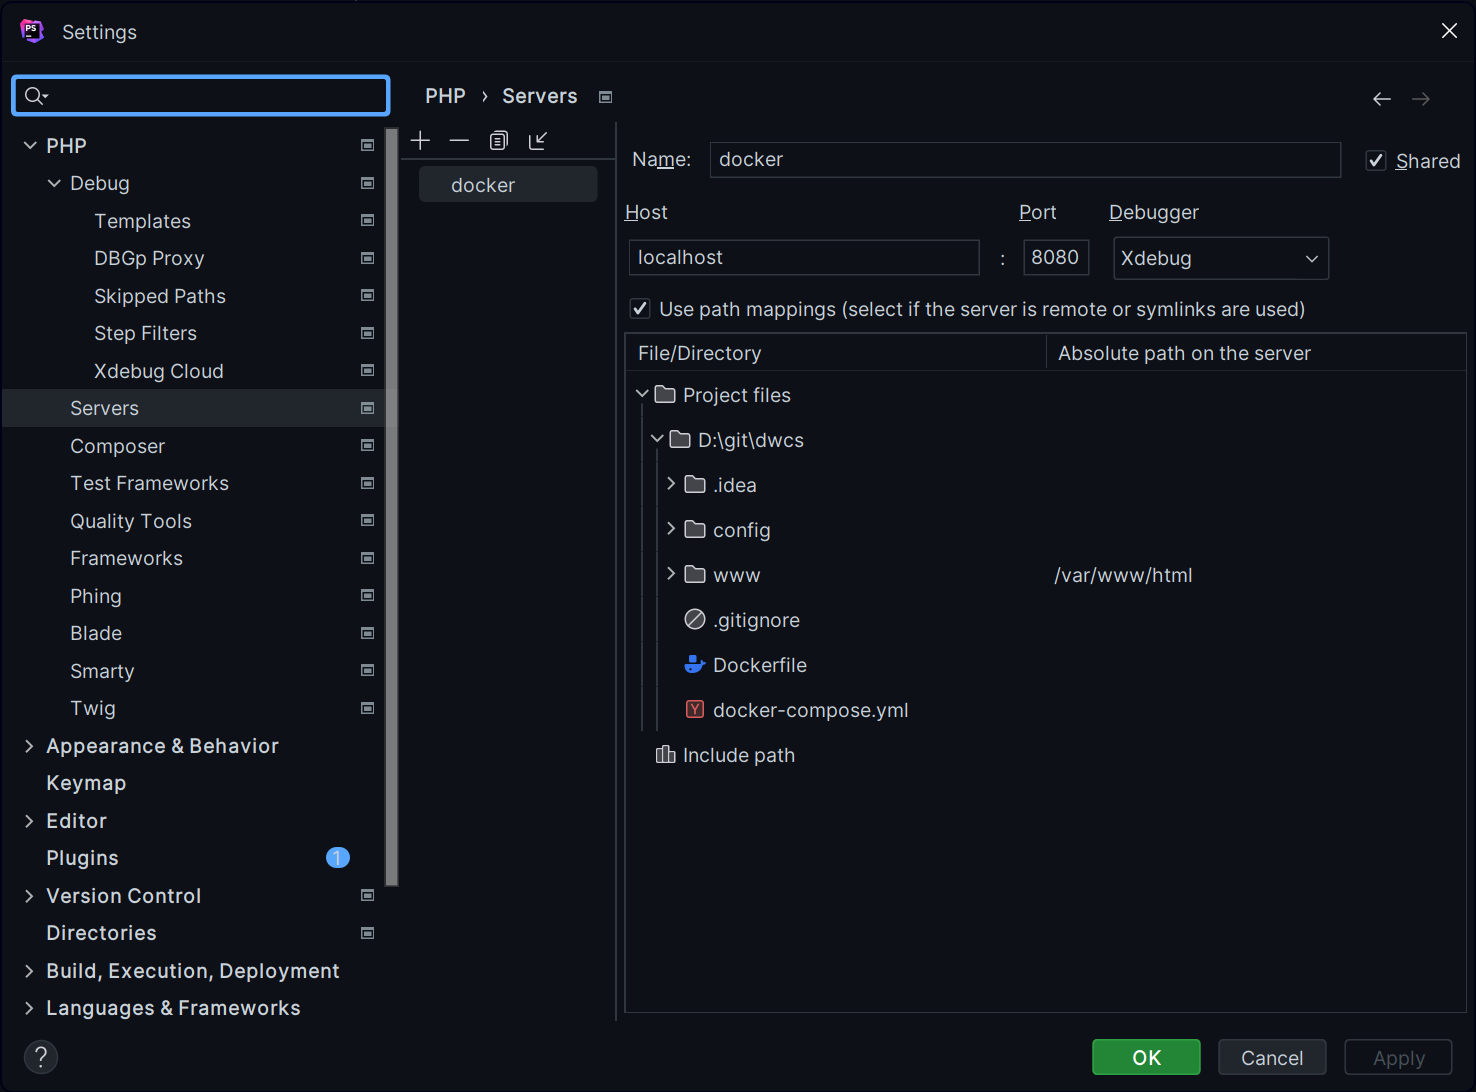 PS Settings
PHP › Servers
PHP
Debug
Templates
DBGp Proxy
Skipped Paths
Step Filters
Xdebug Cloud
Servers
Composer
Test Frameworks
Quality Tools
Frameworks
Phing
Blade
Smarty
Twig
Appearance & Behavior
Keymap
Editor
Plugins 1
Version Control
Directories
Build, Execution, Deployment
Languages & Frameworks
docker
Name: docker Shared
Host Port Debugger
localhost : 8080 Xdebug
Use path mappings (select if the server is remote or symlinks are used)
File/Directory Absolute path on the server
Project files
D:\git\dwcs
.idea
config
www /var/www/html
.gitignore
Dockerfile
Y docker-compose.yml
Include path
? OK Cancel Apply